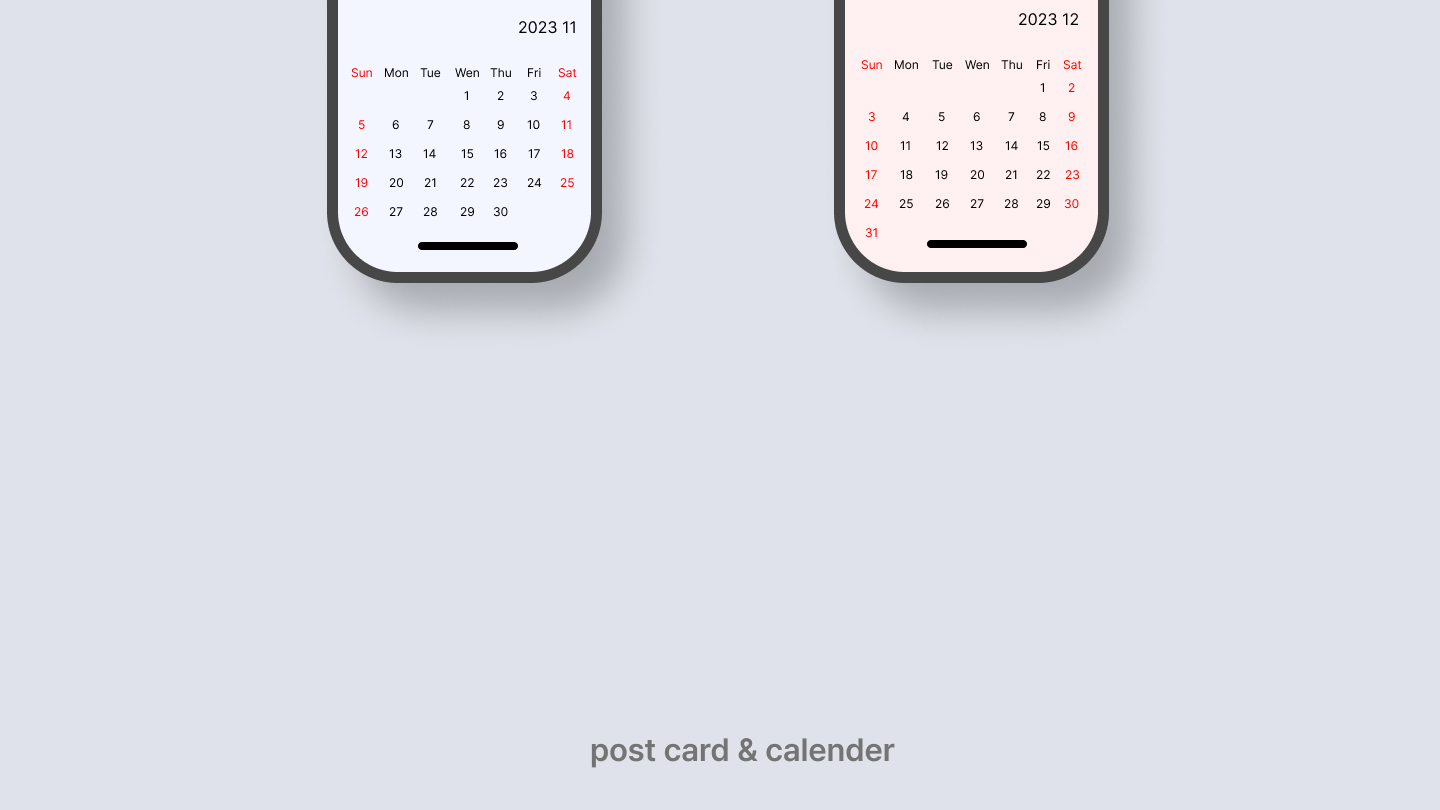 2023 11
Sun Mon Tue Wen Thu Fri Sat
1 2 3 4
5 6 7 8 9 10 11
12 13 14 15 16 17 18
19 20 21 22 23 24 25
26 27 28 29 30
2023 12
Sun Mon Tue Wen Thu Fri Sat
1 2
3 4 5 6 7 8 9
10 11 12 13 14 15 16
17 18 19 20 21 22 23
24 25 26 27 28 29 30
31
post card & calender